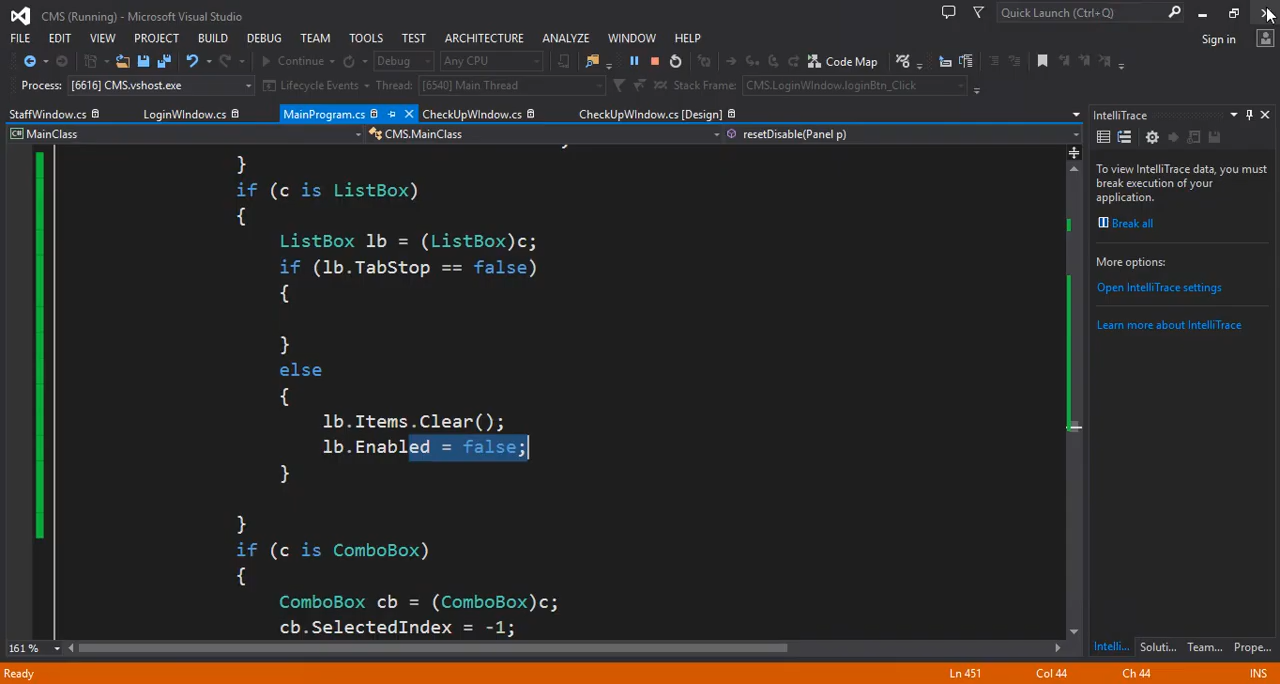 CMS (Running) - Microsoft Visual Studio
Quick Launch (Ctrl+Q)
FILE EDIT VIEW PROJECT BUILD DEBUG TEAM TOOLS TEST ARCHITECTURE ANALYZE WINDOW HELP
Sign in
Continue Debug Any CPU Code Map
Process: [6616] CMS.vshost.exe Lifecycle Events Thread: [6540] Main Thread Stack Frame: CMS.LoginWIndow.loginBtn_Click
StaffWindow.cs LoginWIndow.cs MainProgram.cs CheckUpWIndow.cs CheckUpWIndow.cs [Design]
MainClass CMS.MainClass resetDisable(Panel p)
}
if (c is ListBox)
{
ListBox lb = (ListBox)c;
if (lb.TabStop == false)
{
}
else
{
lb.Items.Clear();
lb.Enabled = false;
}
}
if (c is ComboBox)
{
ComboBox cb = (ComboBox)c;
cb.SelectedIndex = -1;
161 %
IntelliTrace
To view IntelliTrace data, you must
break execution of your
application.
Break all
More options:
Open IntelliTrace settings
Learn more about IntelliTrace
Intelli... Soluti... Team... Prope...
Ready Ln 451 Col 44 Ch 44 INS